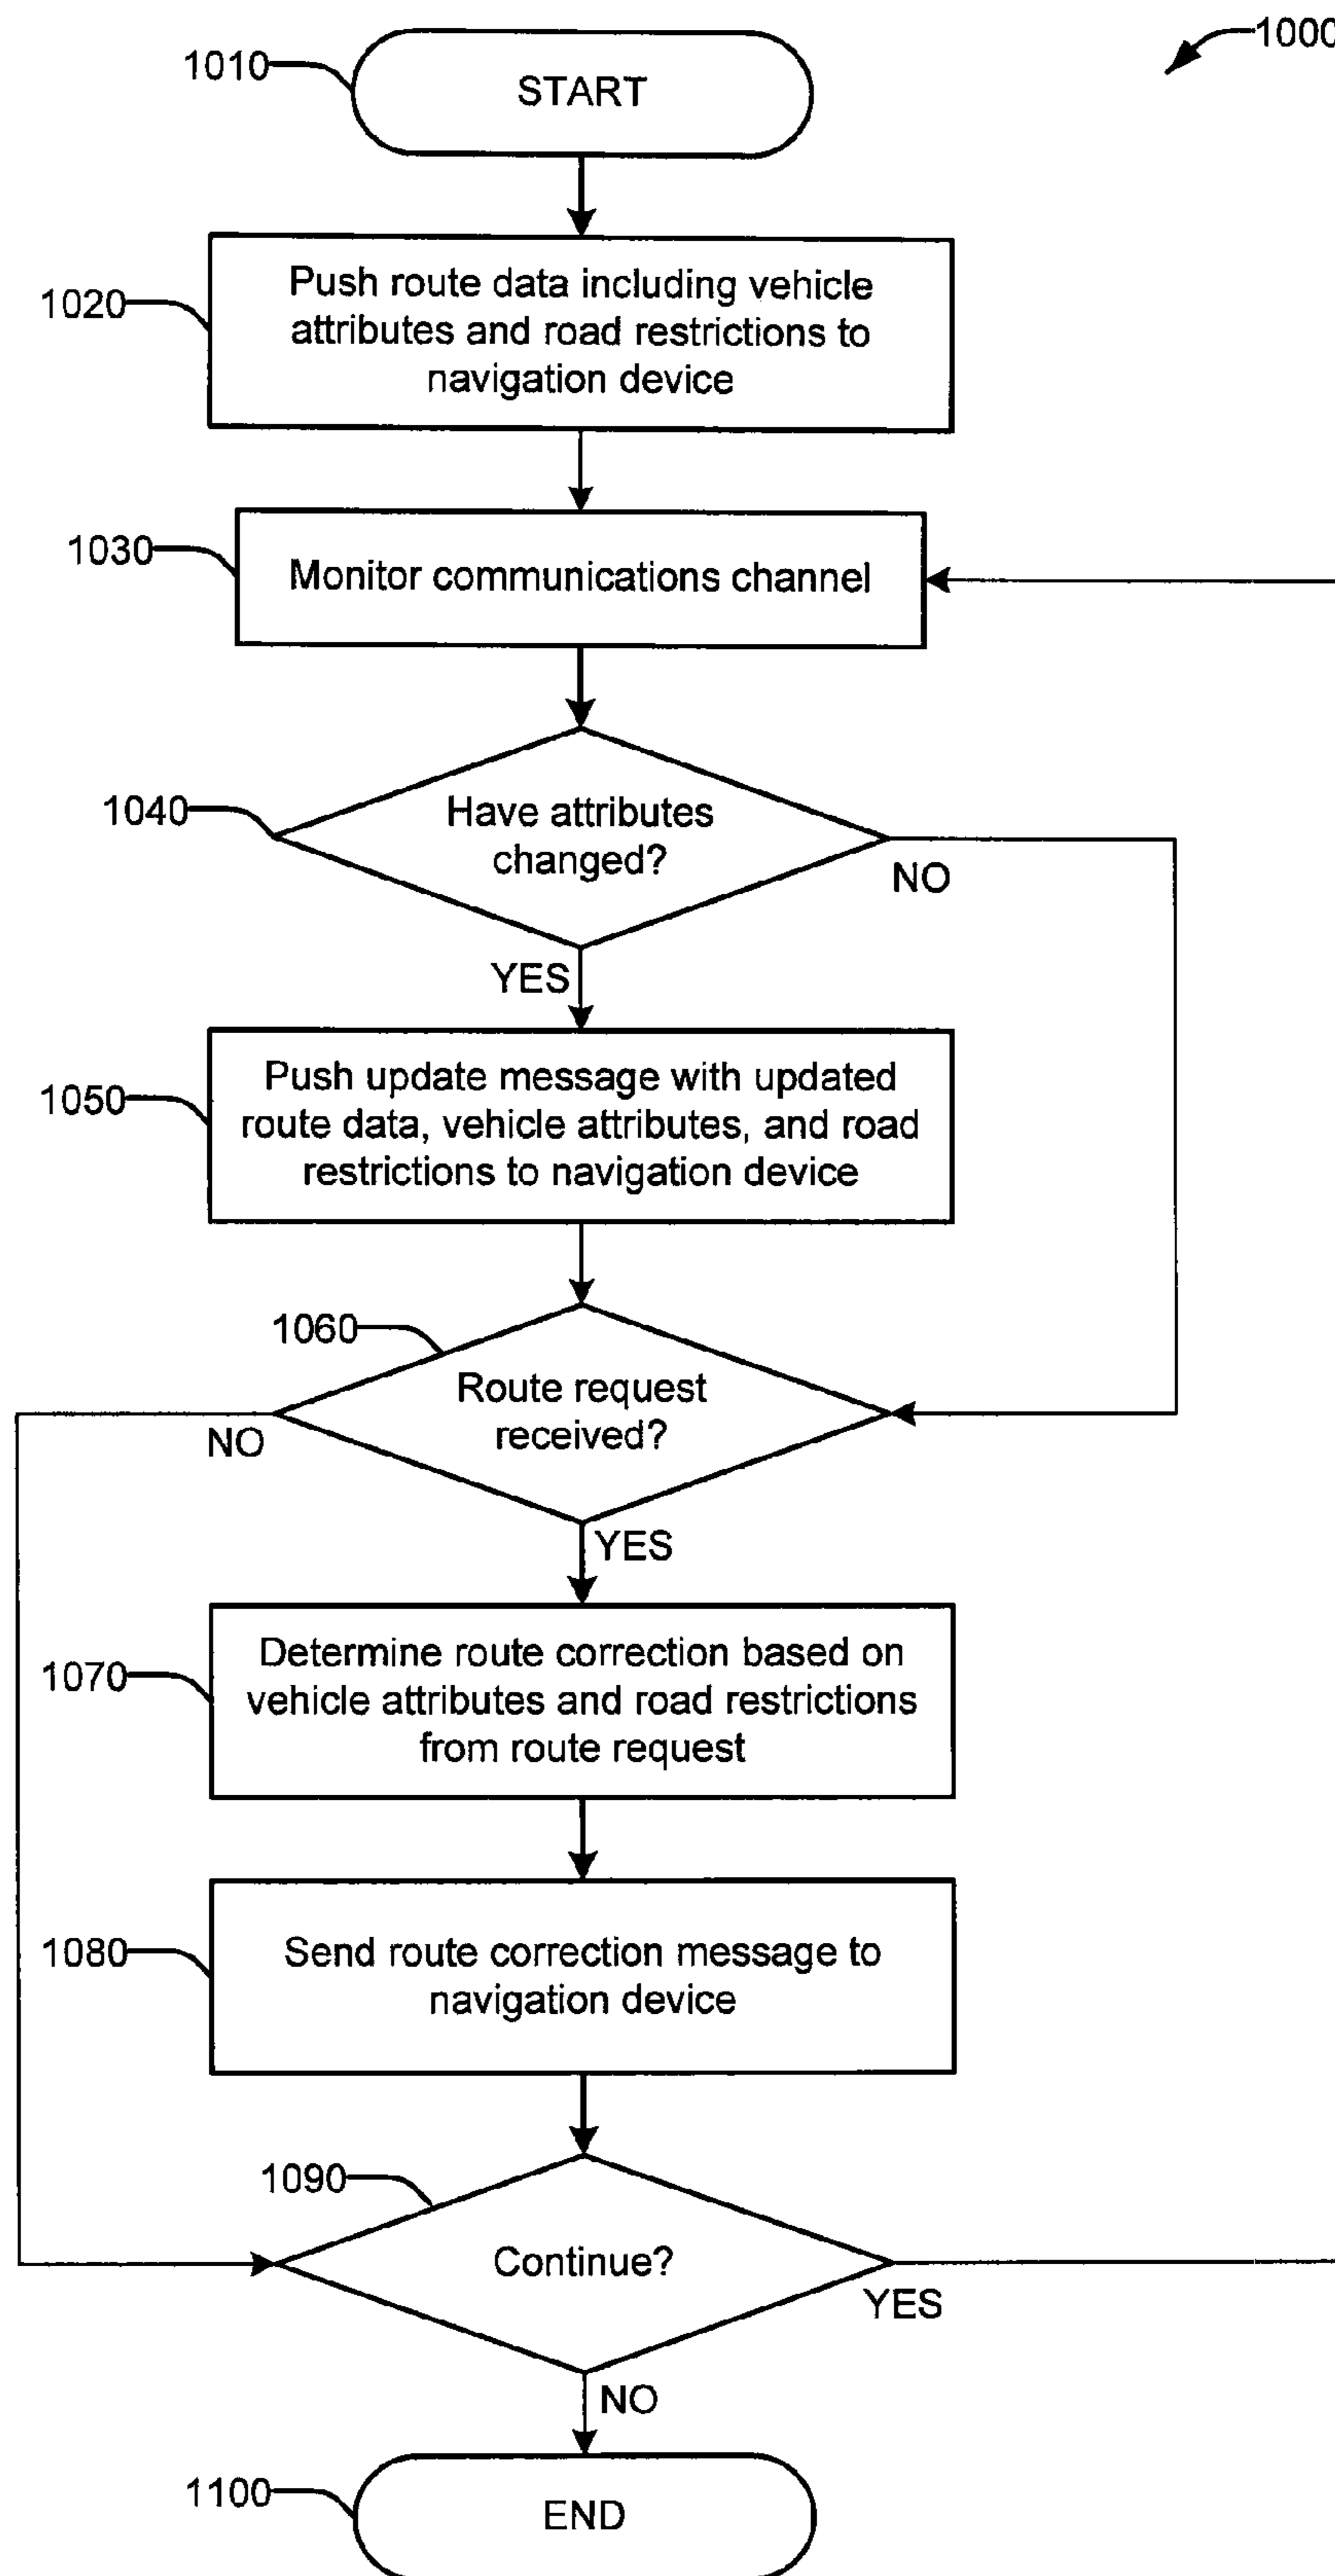 1000
1010
START
1020
Push route data including vehicle
attributes and road restrictions to
navigation device
1030
Monitor communications channel
1040
Have attributes
changed?
NO
YES
1050
Push update message with updated
route data, vehicle attributes, and road
restrictions to navigation device
1060
Route request
received?
NO
YES
1070
Determine route correction based on
vehicle attributes and road restrictions
from route request
1080
Send route correction message to
navigation device
1090
Continue?
YES
NO
1100
END